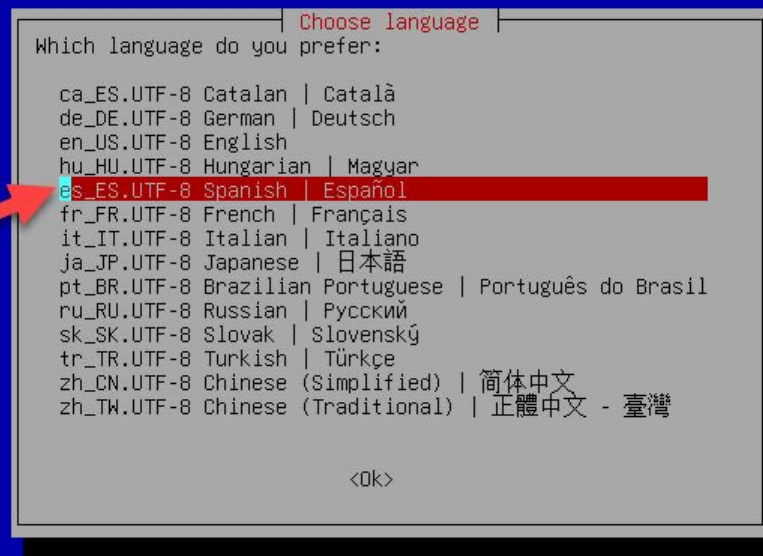 Choose language
Which language do you prefer:
ca_ES.UTF-8 Catalan | Català
de_DE.UTF-8 German | Deutsch
en_US.UTF-8 English
hu_HU.UTF-8 Hungarian | Magyar
es_ES.UTF-8 Spanish | Español
fr_FR.UTF-8 French | Français
it_IT.UTF-8 Italian | Italiano
ja_JP.UTF-8 Japanese | 日本語
pt_BR.UTF-8 Brazilian Portuguese | Português do Brasil
ru_RU.UTF-8 Russian | Русский
sk_SK.UTF-8 Slovak | Slovenský
tr_TR.UTF-8 Turkish | Türkçe
zh_CN.UTF-8 Chinese (Simplified) | 简体中文
zh_TW.UTF-8 Chinese (Traditional) | 正體中文 - 臺灣
<Ok>